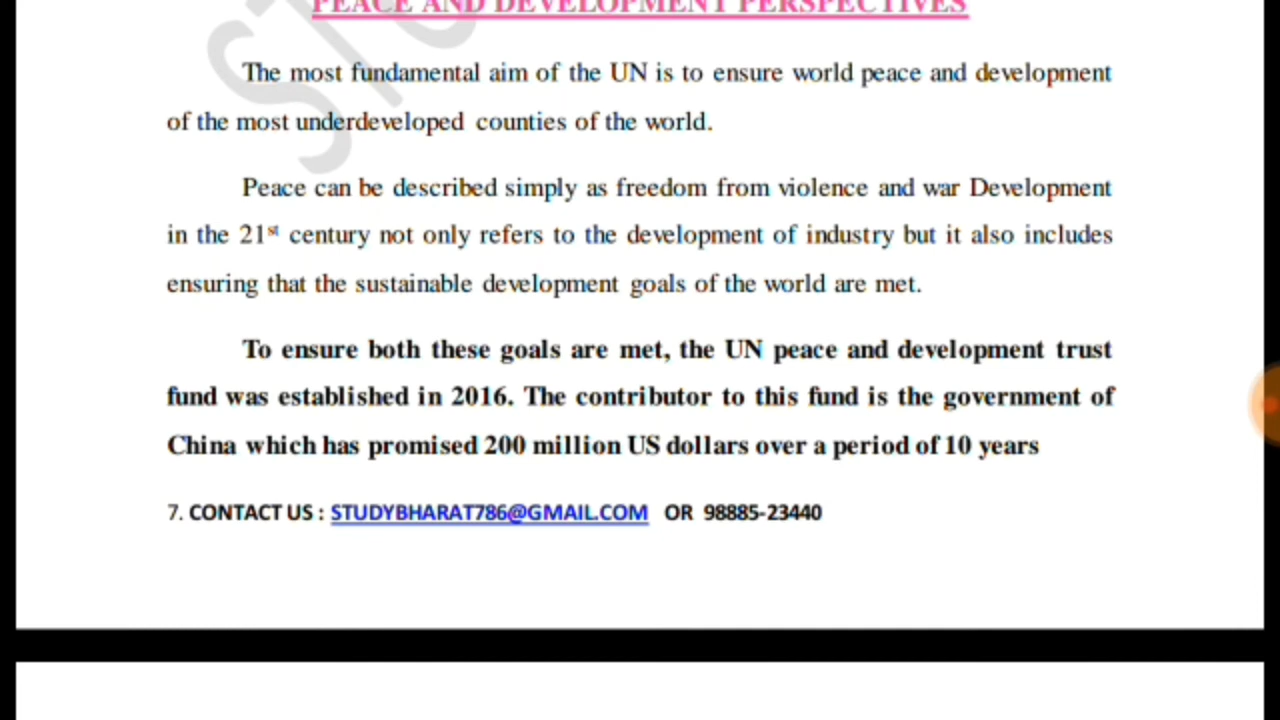 PEACE AND DEVELOPMENT PERSPECTIVES
The most fundamental aim of the UN is to ensure world peace and development
of the most underdeveloped counties of the world.
Peace can be described simply as freedom from violence and war Development
in the 21st century not only refers to the development of industry but it also includes
ensuring that the sustainable development goals of the world are met.
To ensure both these goals are met, the UN peace and development trust
fund was established in 2016. The contributor to this fund is the government of
China which has promised 200 million US dollars over a period of 10 years
7. CONTACT US : STUDYBHARAT786@GMAIL.COM OR 98885-23440